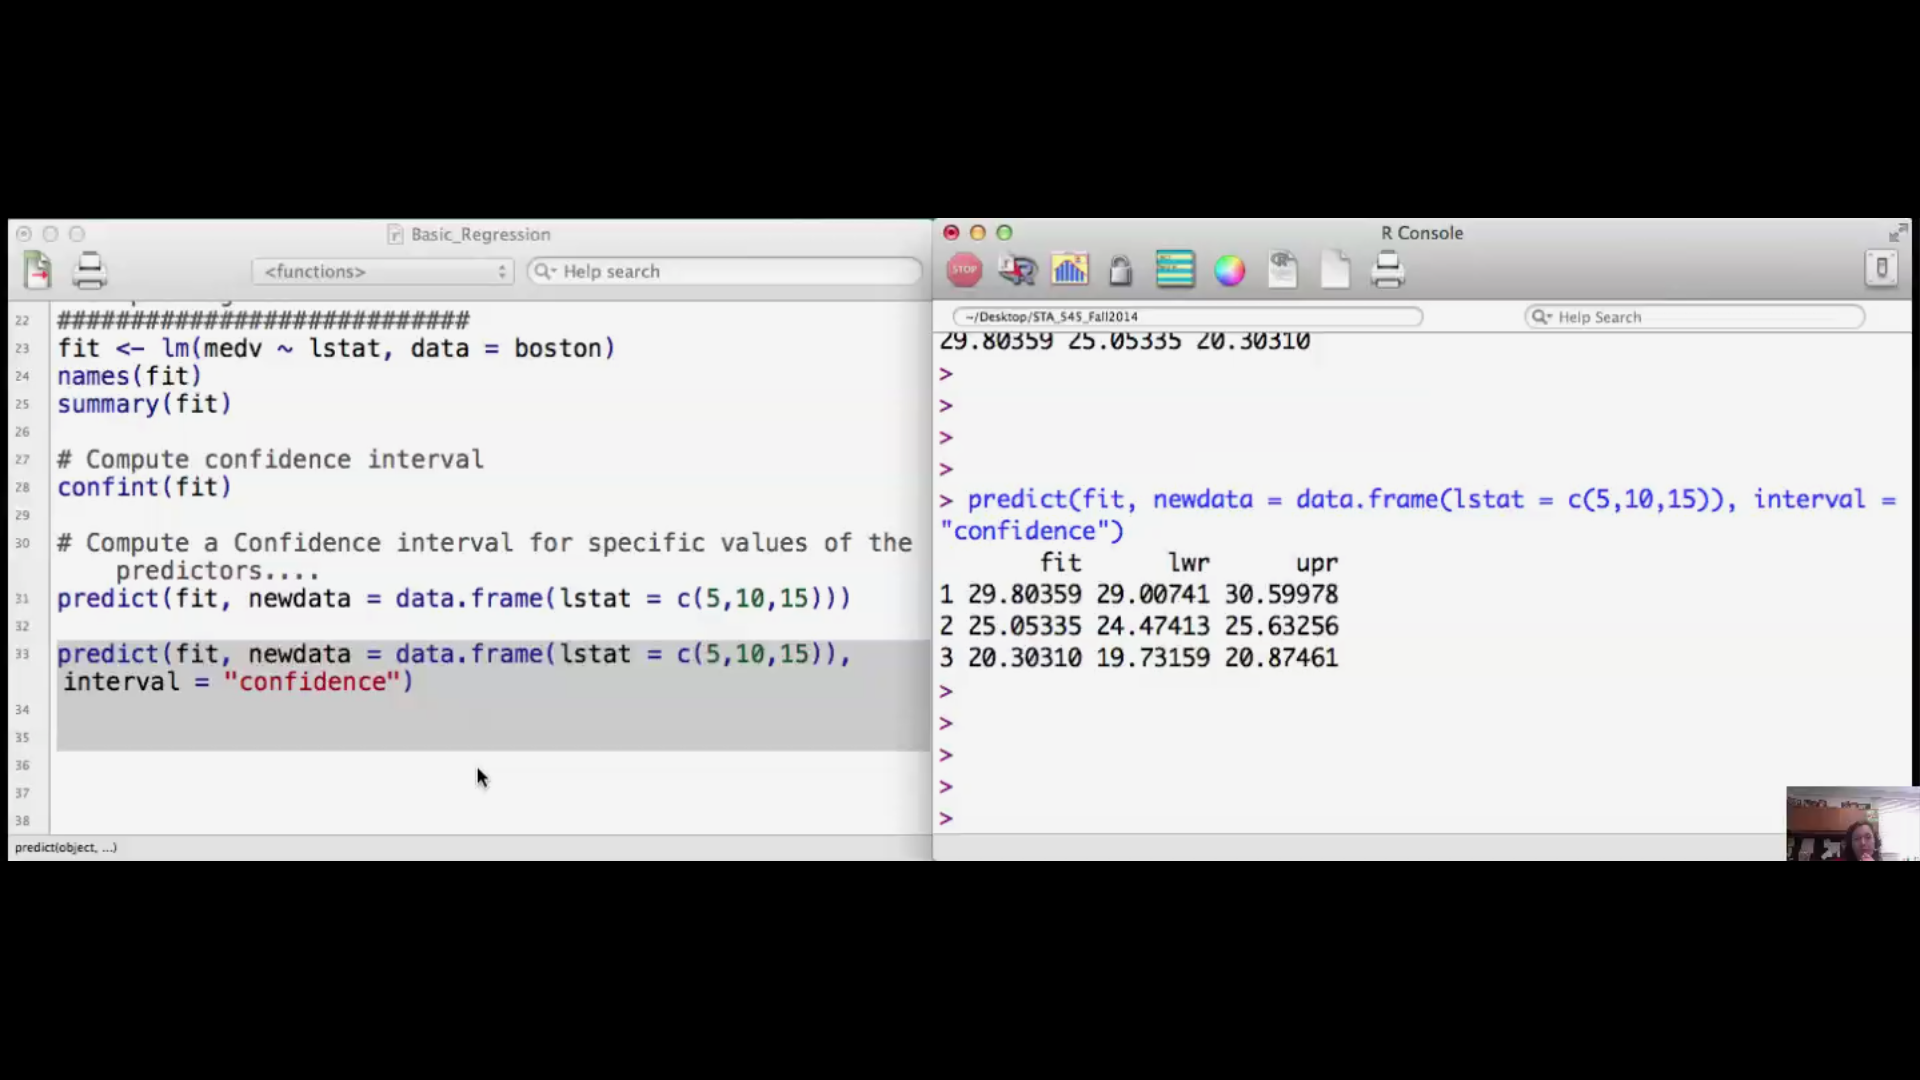 Basic_Regression
<functions>
Help search
22 ############################
23 fit <- lm(medv ~ lstat, data = boston)
24 names(fit)
25 summary(fit)
26
27 # Compute confidence interval
28 confint(fit)
29
30 # Compute a Confidence interval for specific values of the
predictors....
31 predict(fit, newdata = data.frame(lstat = c(5,10,15)))
32
33 predict(fit, newdata = data.frame(lstat = c(5,10,15)),
interval = "confidence")
34
35
36
37
38
predict(object, ...)
R Console
STOP
~/Desktop/STA_545_Fall2014
Help Search
29.80359 25.05335 20.30310
>
>
>
>
> predict(fit, newdata = data.frame(lstat = c(5,10,15)), interval =
"confidence")
fit lwr upr
1 29.80359 29.00741 30.59978
2 25.05335 24.47413 25.63256
3 20.30310 19.73159 20.87461
>
>
>
>
>